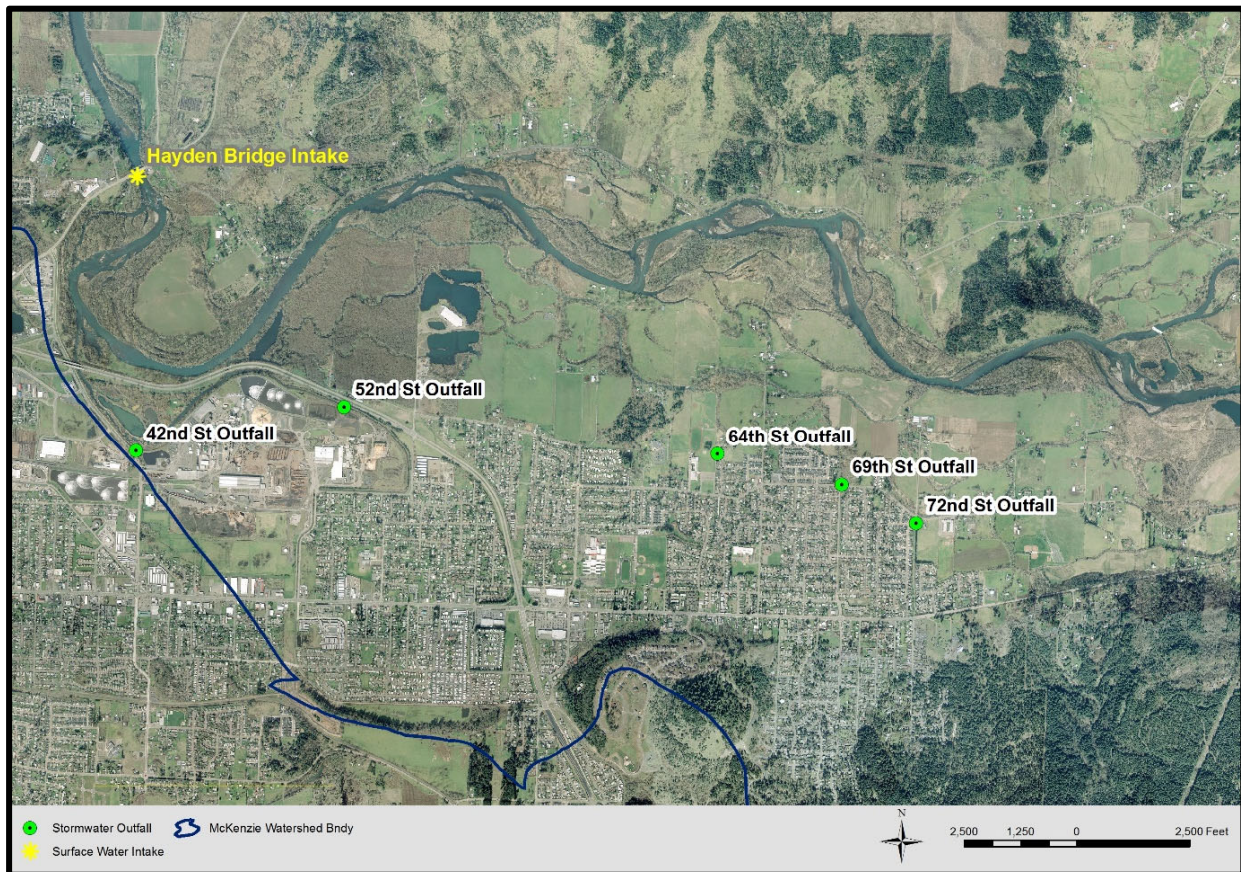 Hayden Bridge Intake
52nd St Outfall
42nd St Outfall
64th St Outfall
69th St Outfall
72nd St Outfall
Stormwater Outfall
McKenzie Watershed Bndy
Surface Water Intake
N
2,500 1,250 0 2,500 Feet